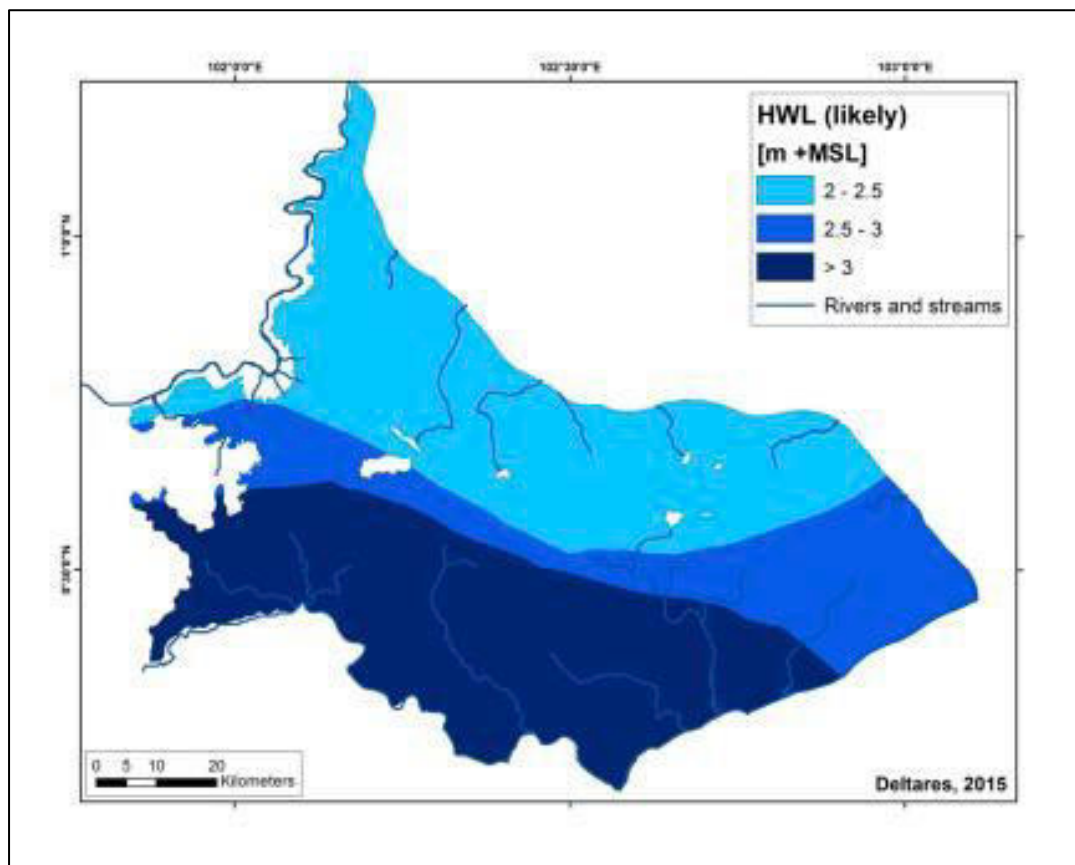 102°0'0"E 102°30'0"E 103°0'0"E
HWL (likely)
[m +MSL]
2 - 2.5
2.5 - 3
> 3
Rivers and streams
1°0'0"N
0°30'0"N
0 5 10 20
Kilometers
Deltares, 2015